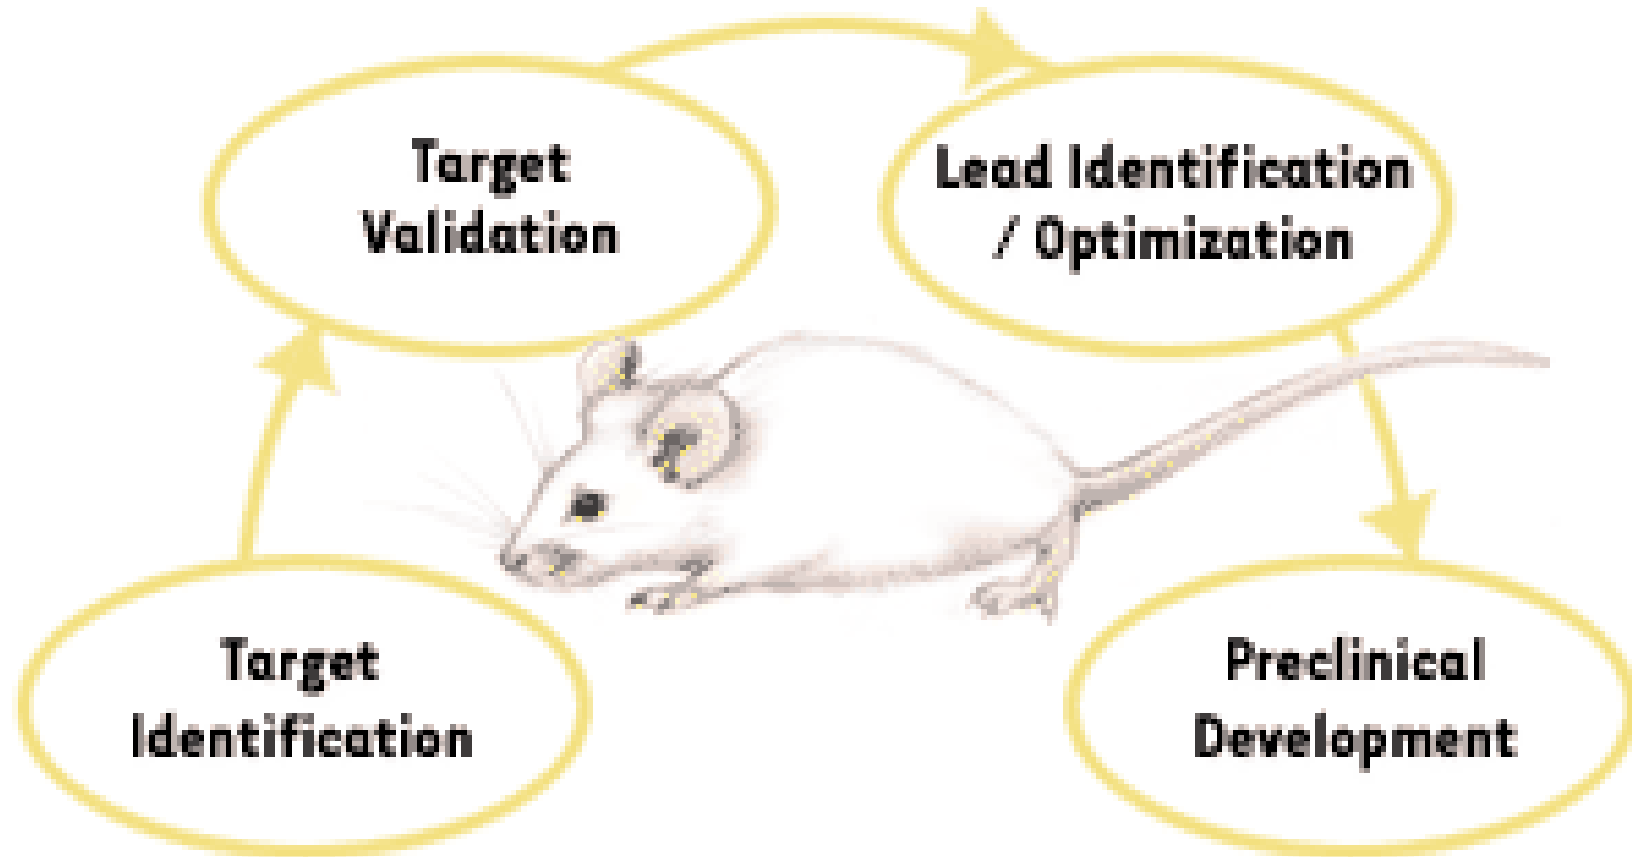 Target
Validation
Lead Identification
/ Optimization
Target
Identification
Preclinical
Development